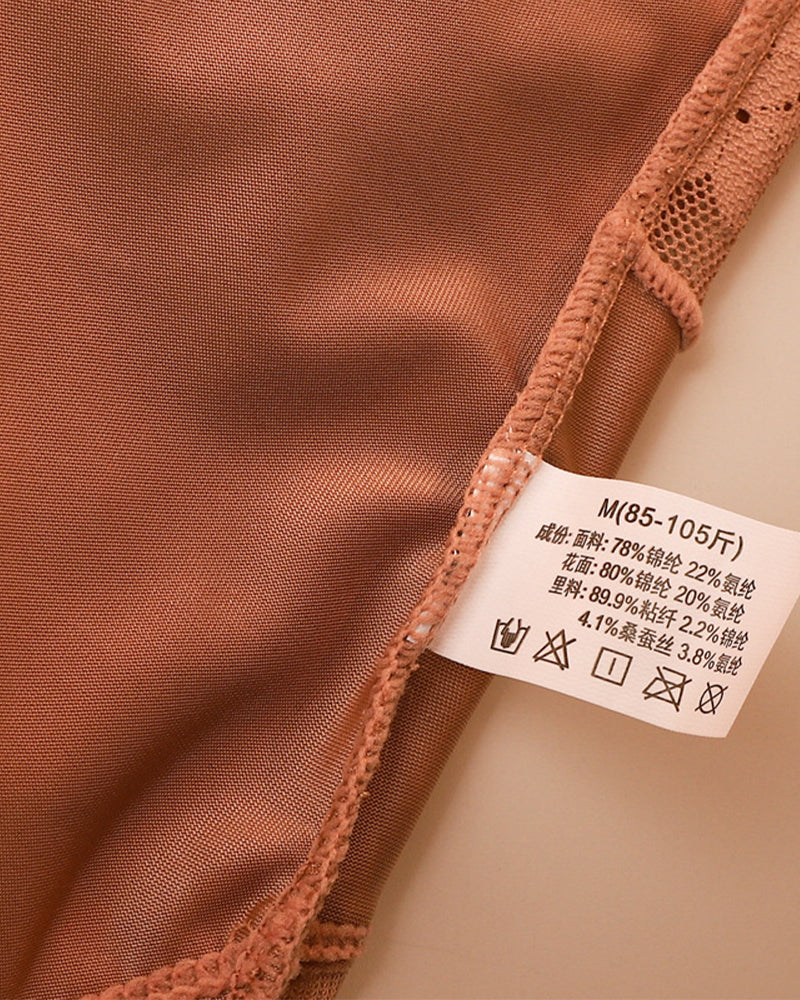 M(85-105斤)
成份: 面料: 78%锦纶 22%氨纶
花面: 80%锦纶 20%氨纶
里料: 89.9%粘纤 2.2%锦纶
4.1%桑蚕丝 3.8%氨纶